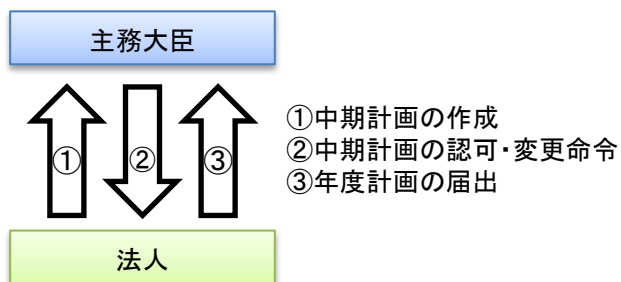 主務大臣
①
②
③
①中期計画の作成
②中期計画の認可・変更命令
③年度計画の届出
法人